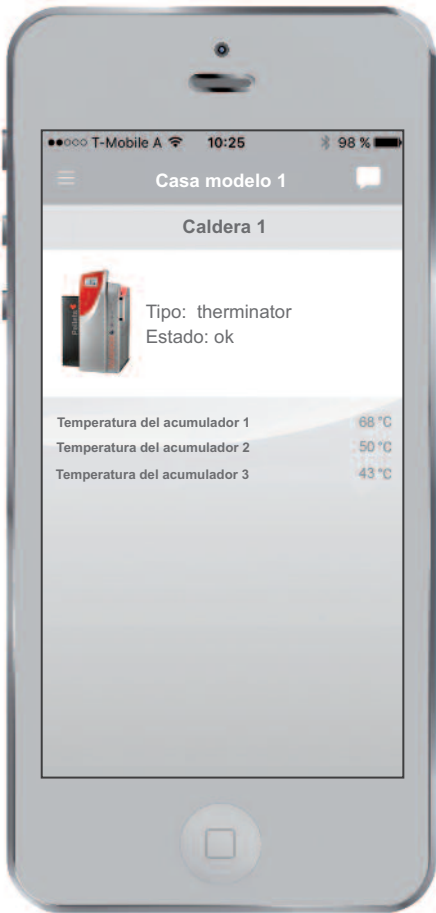 T-Mobile A 10:25 98 %
Casa modelo 1
Caldera 1
Pellets
Tipo: therminator
Estado: ok
Temperatura del acumulador 1 68 °C
Temperatura del acumulador 2 50 °C
Temperatura del acumulador 3 43 °C